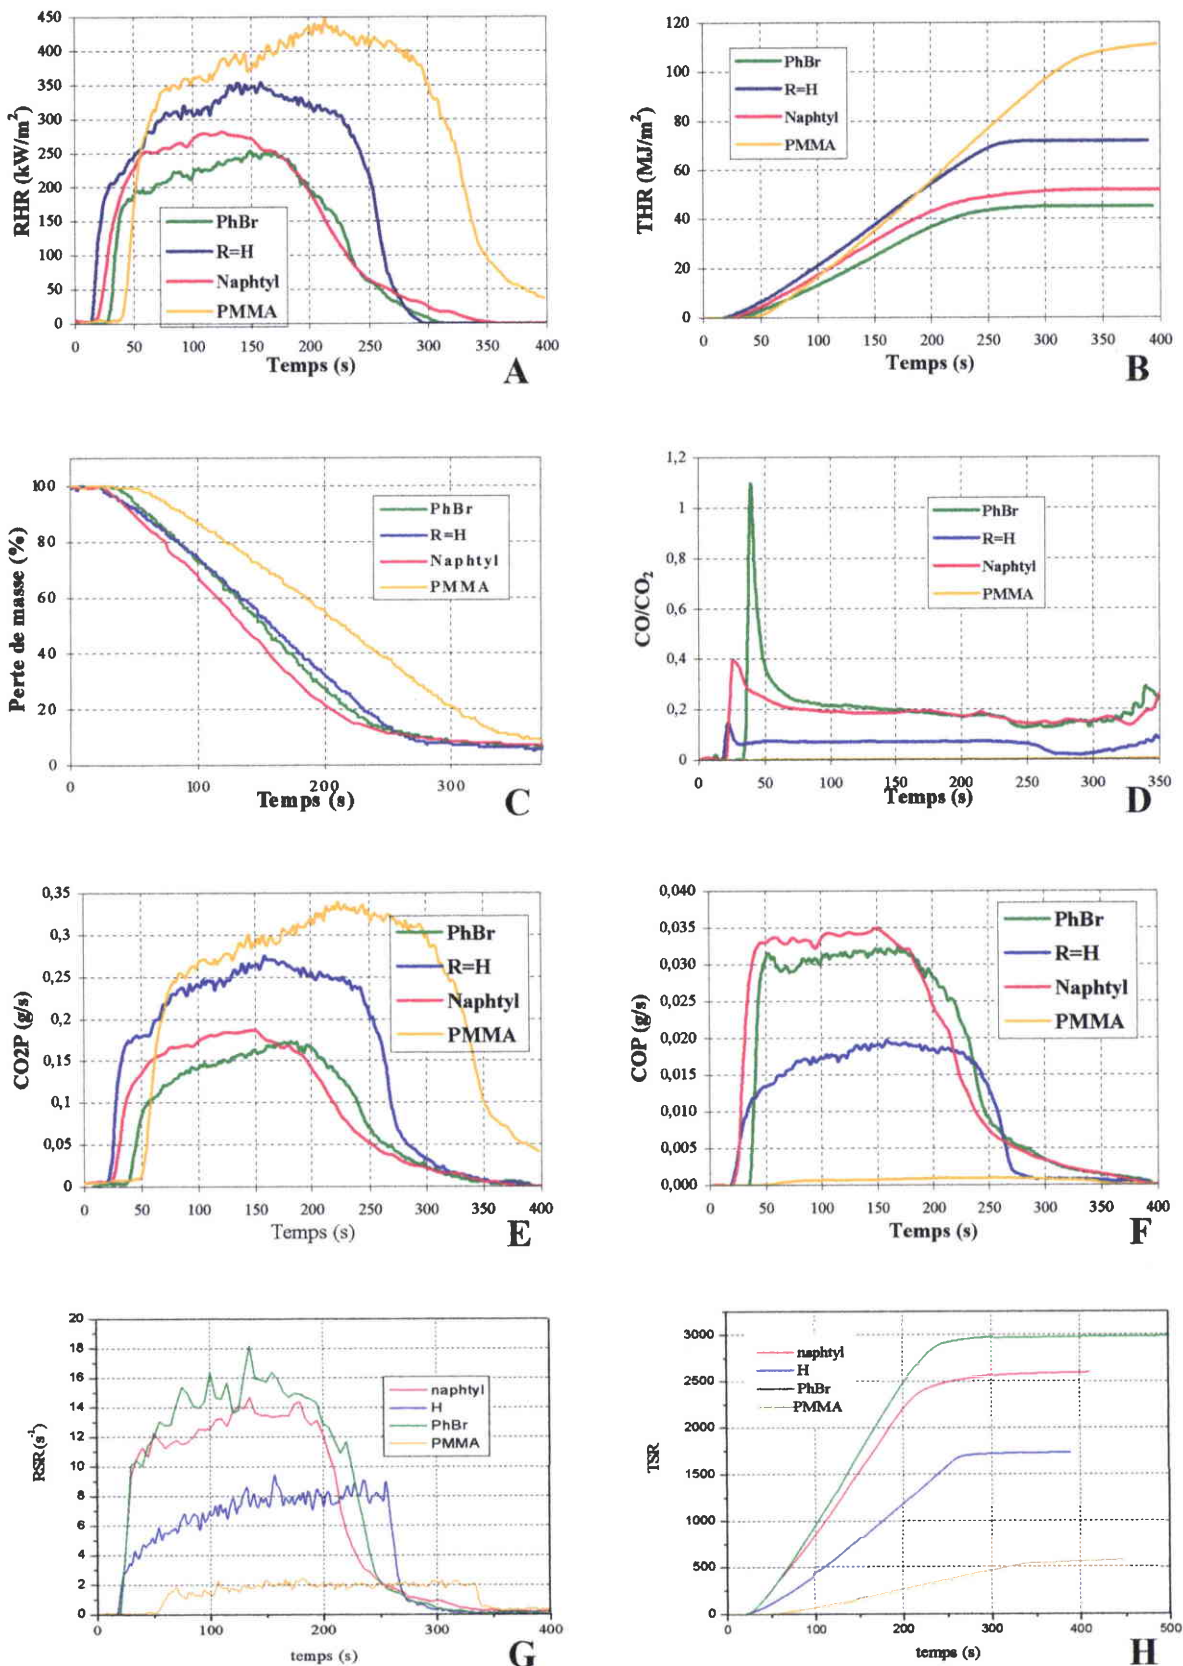 450
400
350
300
250
200
150
100
50
0
RHR (kW/m²)
PhBr
R=H
Naphtyl
PMMA
0 50 100 150 200 250 300 350 400
Temps (s)
A
120
100
80
60
40
20
0
THR (MJ/m²)
PhBr
R=H
Naphtyl
PMMA
0 50 100 150 200 250 300 350 400
Temps (s)
B
100
80
60
40
20
0
Perte de masse (%)
PhBr
R=H
Naphtyl
PMMA
0 100 200 300
Temps (s)
C
1,2
1
0,8
0,6
0,4
0,2
0
CO/CO₂
PhBr
R=H
Naphtyl
PMMA
0 50 100 150 200 250 300 350
Temps (s)
D
0,35
0,3
0,25
0,2
0,15
0,1
0,05
0
CO2P (g/s)
PhBr
R=H
Naphtyl
PMMA
0 50 100 150 200 250 300 350 400
Temps (s)
E
0,040
0,035
0,030
0,025
0,020
0,015
0,010
0,005
0,000
COP (g/s)
PhBr
R=H
Naphtyl
PMMA
0 50 100 150 200 250 300 350 400
Temps (s)
F
20
18
16
14
12
10
8
6
4
2
0
RSR(s⁻¹)
naphtyl
H
PhBr
PMMA
0 100 200 300 400
temps (s)
G
3000
2500
2000
1500
1000
500
0
TSR
naphtyl
H
PhBr
PMMA
0 100 200 300 400 500
temps (s)
H